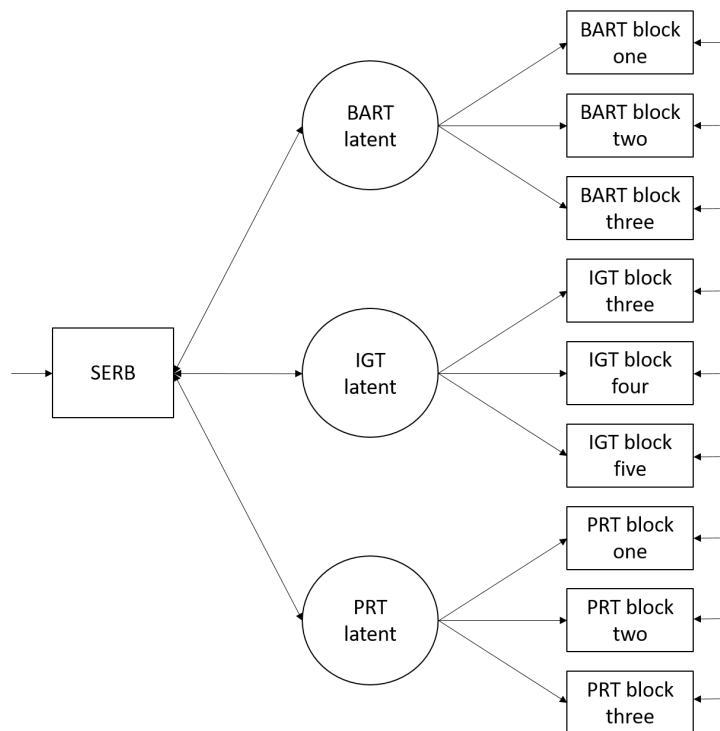 BART block
one
BART
latent
BART block
two
BART block
three
IGT block
three
SERB
IGT
latent
IGT block
four
IGT block
five
PRT block
one
PRT
latent
PRT block
two
PRT block
three